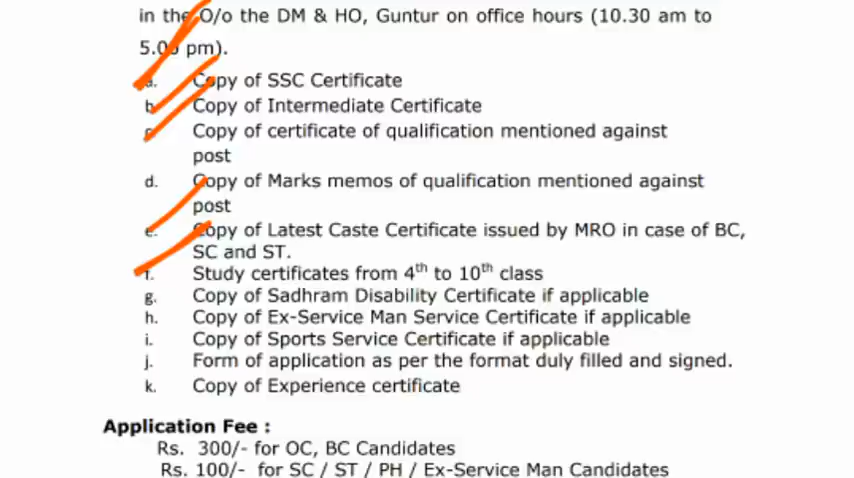 in the O/o the DM & HO, Guntur on office hours (10.30 am to
5.00 pm).
a. Copy of SSC Certificate
b. Copy of Intermediate Certificate
c. Copy of certificate of qualification mentioned against
post
d. Copy of Marks memos of qualification mentioned against
post
e. Copy of Latest Caste Certificate issued by MRO in case of BC,
SC and ST.
f. Study certificates from 4th to 10th class
g. Copy of Sadhram Disability Certificate if applicable
h. Copy of Ex-Service Man Service Certificate if applicable
i. Copy of Sports Service Certificate if applicable
j. Form of application as per the format duly filled and signed.
k. Copy of Experience certificate
Application Fee :
Rs. 300/- for OC, BC Candidates
Rs. 100/- for SC / ST / PH / Ex-Service Man Candidates